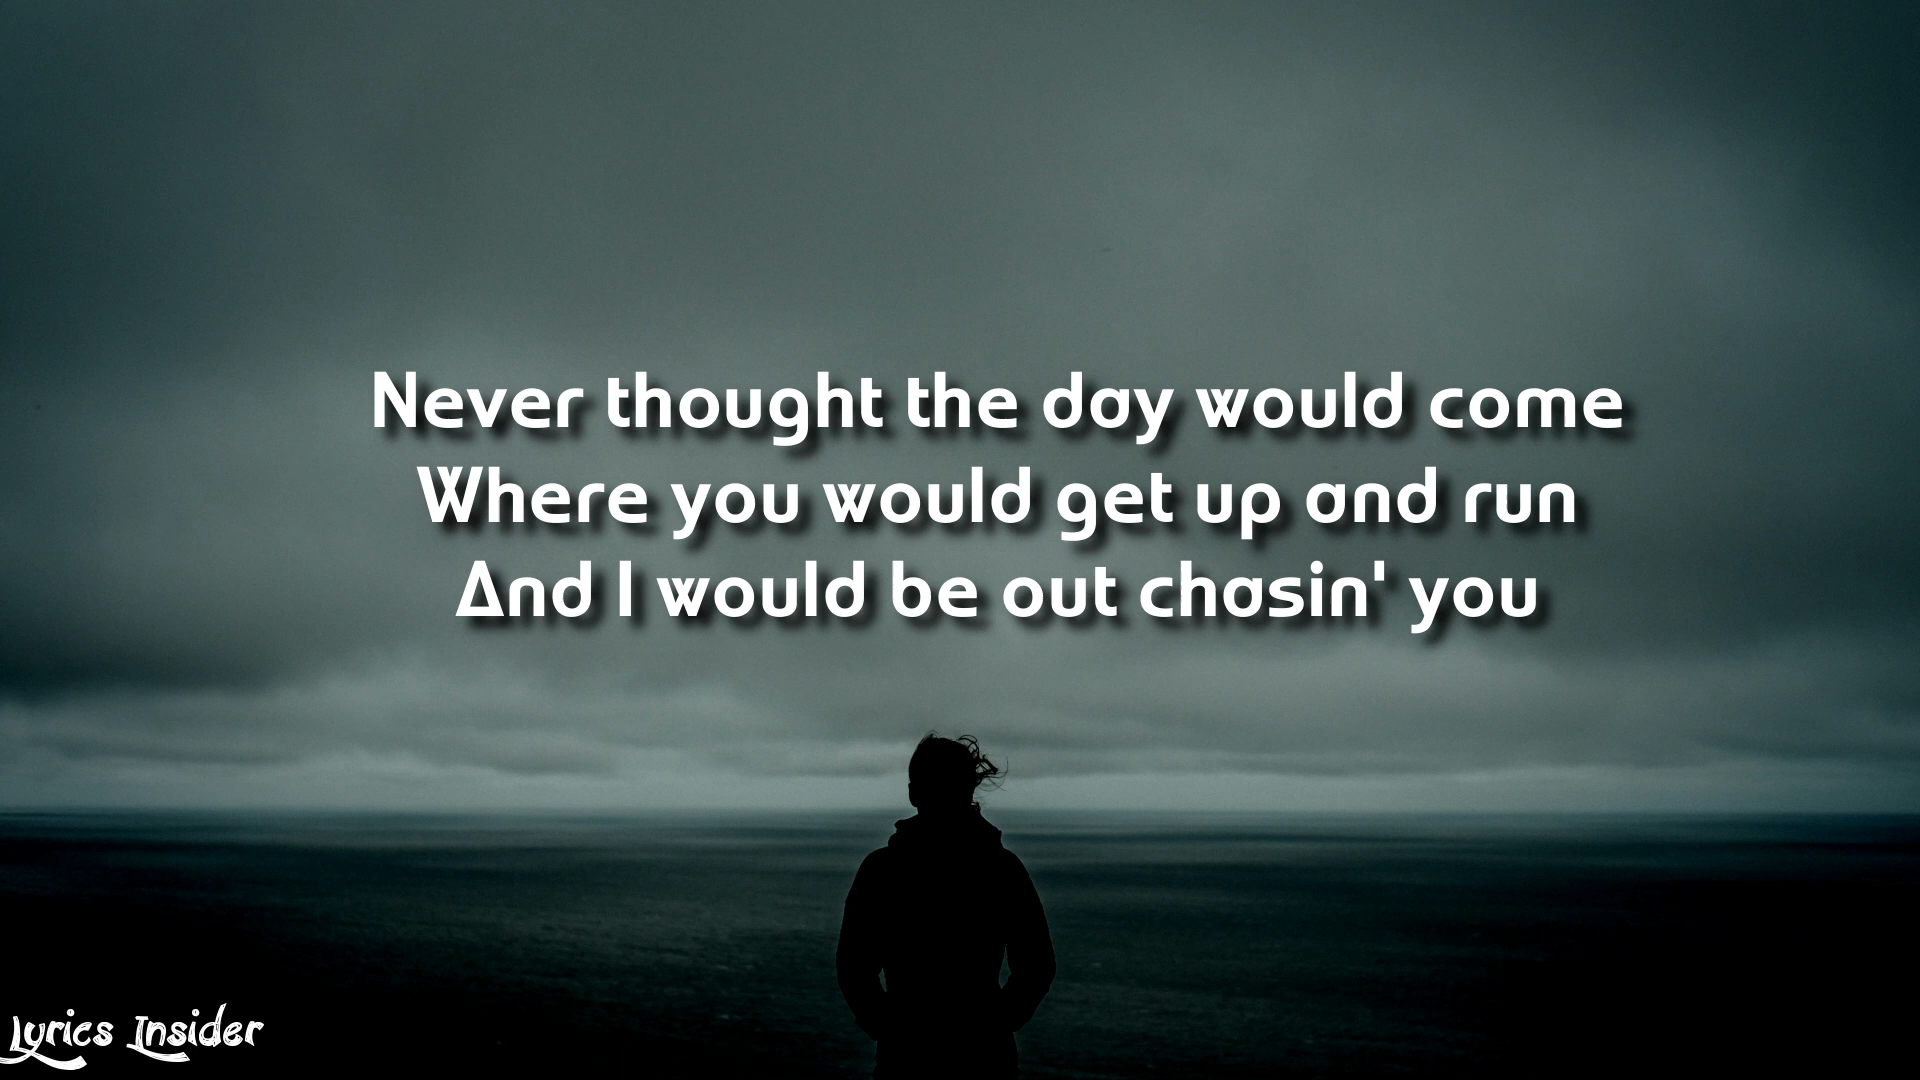 Never thought the day would come
Where you would get up and run
And I would be out chasin' you
Lyrics Insider